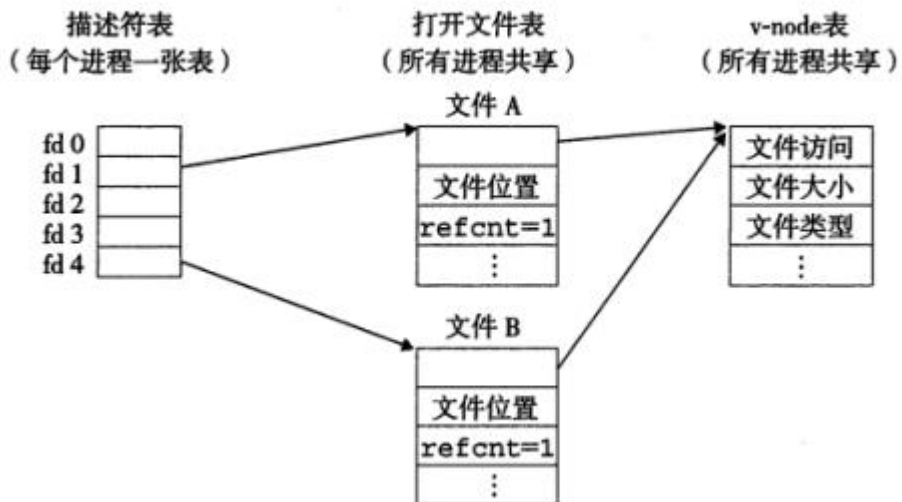 描述符表
（每个进程一张表）
打开文件表
（所有进程共享）
v-node表
（所有进程共享）
fd 0
fd 1
fd 2
fd 3
fd 4
文件 A
文件位置
refcnt=1
⋮
文件 B
文件位置
refcnt=1
⋮
文件访问
文件大小
文件类型
⋮